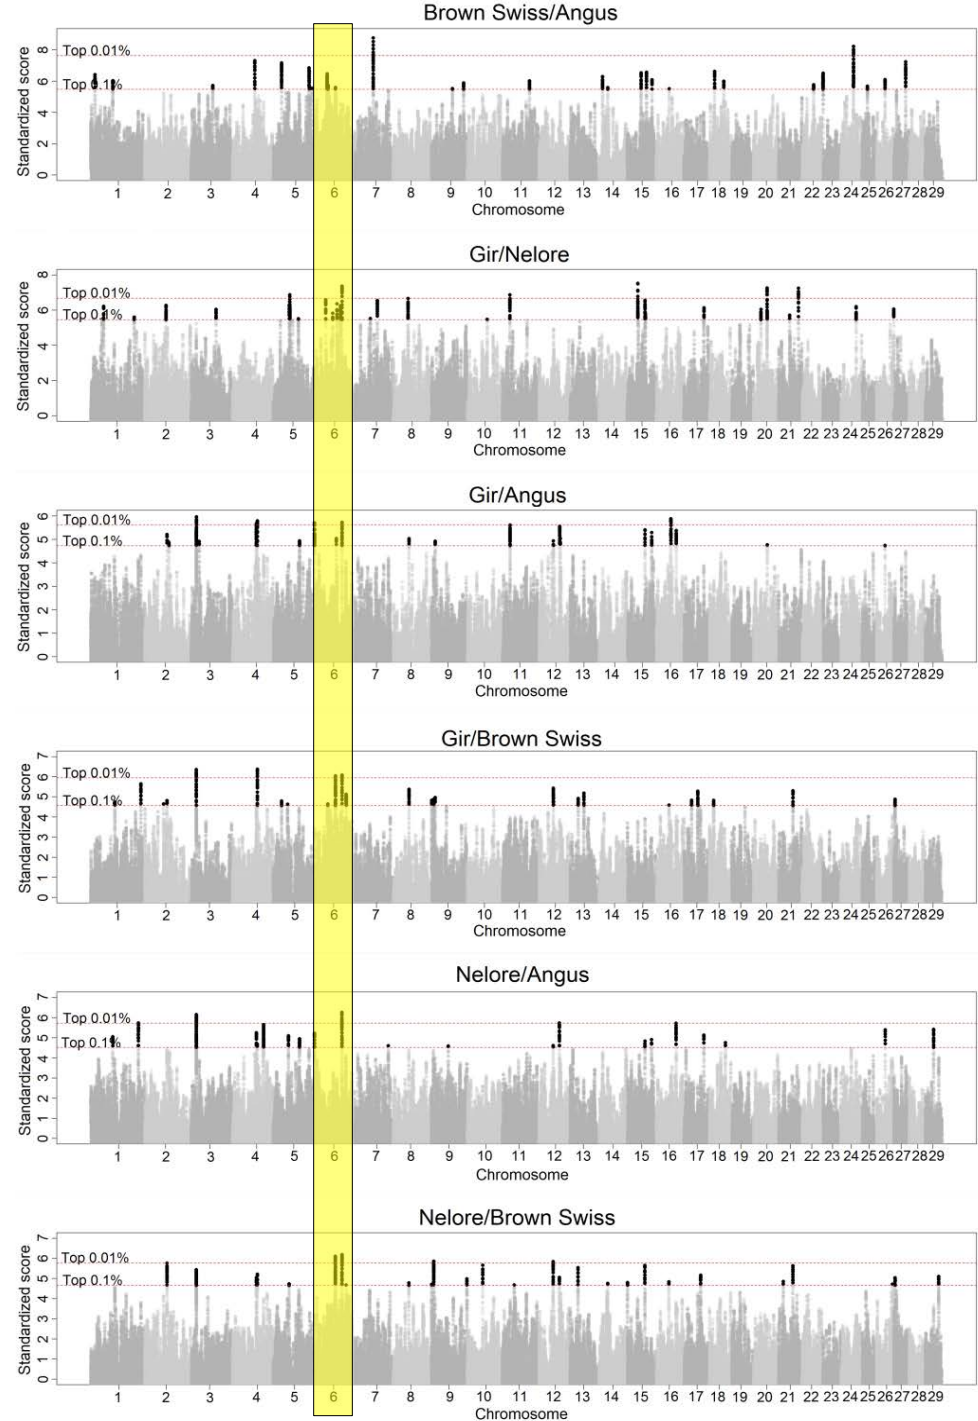 Brown Swiss/Angus
Standardized score
0 2 4 6 8
Top 0.01%
Top 0.1%
1 2 3 4 5 6 7 8 9 10 11 12 13 14 15 16 17 18 19 20 21 22 23 24 25 26 27 28 29
Chromosome
Gir/Nelore
Standardized score
0 2 4 6 8
Top 0.01%
Top 0.1%
1 2 3 4 5 6 7 8 9 10 11 12 13 14 15 16 17 18 19 20 21 22 23 24 25 26 27 28 29
Chromosome
Gir/Angus
Standardized score
0 1 2 3 4 5 6
Top 0.01%
Top 0.1%
1 2 3 4 5 6 7 8 9 10 11 12 13 14 15 16 17 18 19 20 21 22 23 24 25 26 27 28 29
Chromosome
Gir/Brown Swiss
Standardized score
0 1 2 3 4 5 6 7
Top 0.01%
Top 0.1%
1 2 3 4 5 6 7 8 9 10 11 12 13 14 15 16 17 18 19 20 21 22 23 24 25 26 27 28 29
Chromosome
Nelore/Angus
Standardized score
0 1 2 3 4 5 6 7
Top 0.01%
Top 0.1%
1 2 3 4 5 6 7 8 9 10 11 12 13 14 15 16 17 18 19 20 21 22 23 24 25 26 27 28 29
Chromosome
Nelore/Brown Swiss
Standardized score
0 1 2 3 4 5 6 7
Top 0.01%
Top 0.1%
1 2 3 4 5 6 7 8 9 10 11 12 13 14 15 16 17 18 19 20 21 22 23 24 25 26 27 28 29
Chromosome